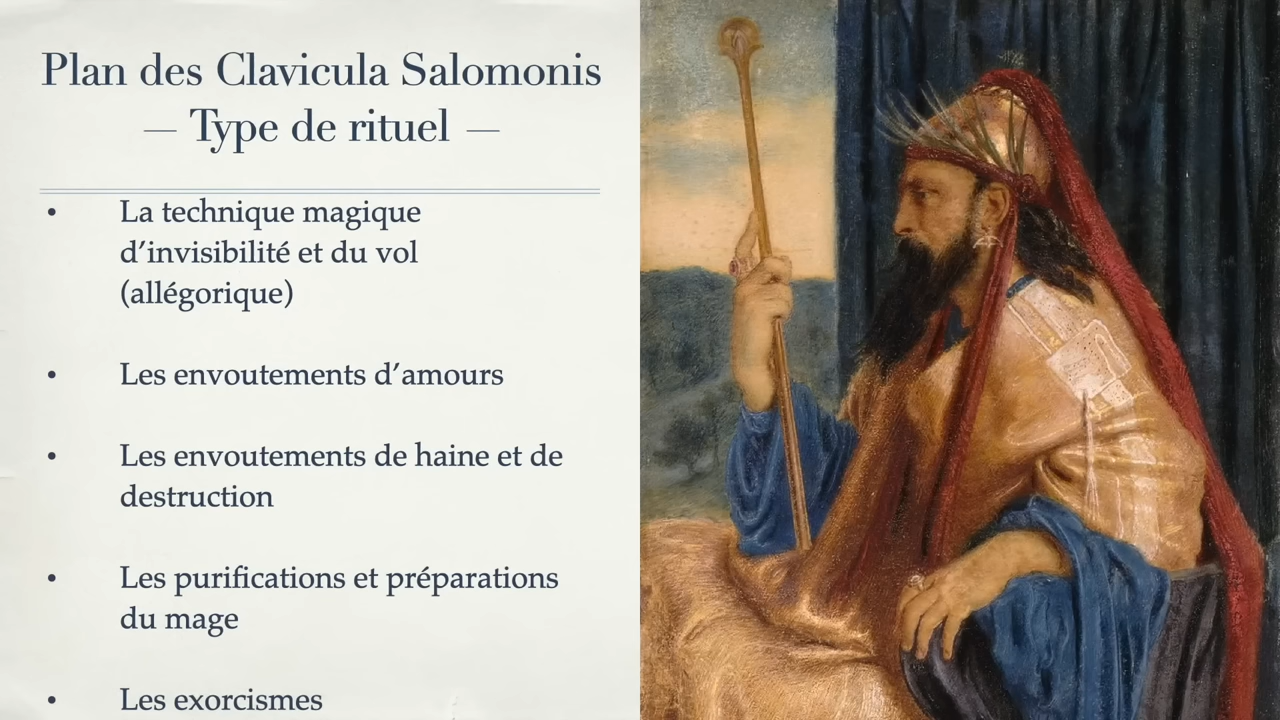 Plan des Clavicula Salomonis
— Type de rituel —
• La technique magique
d’invisibilité et du vol
(allégorique)
• Les envoutements d’amours
• Les envoutements de haine et de
destruction
• Les purifications et préparations
du mage
• Les exorcismes